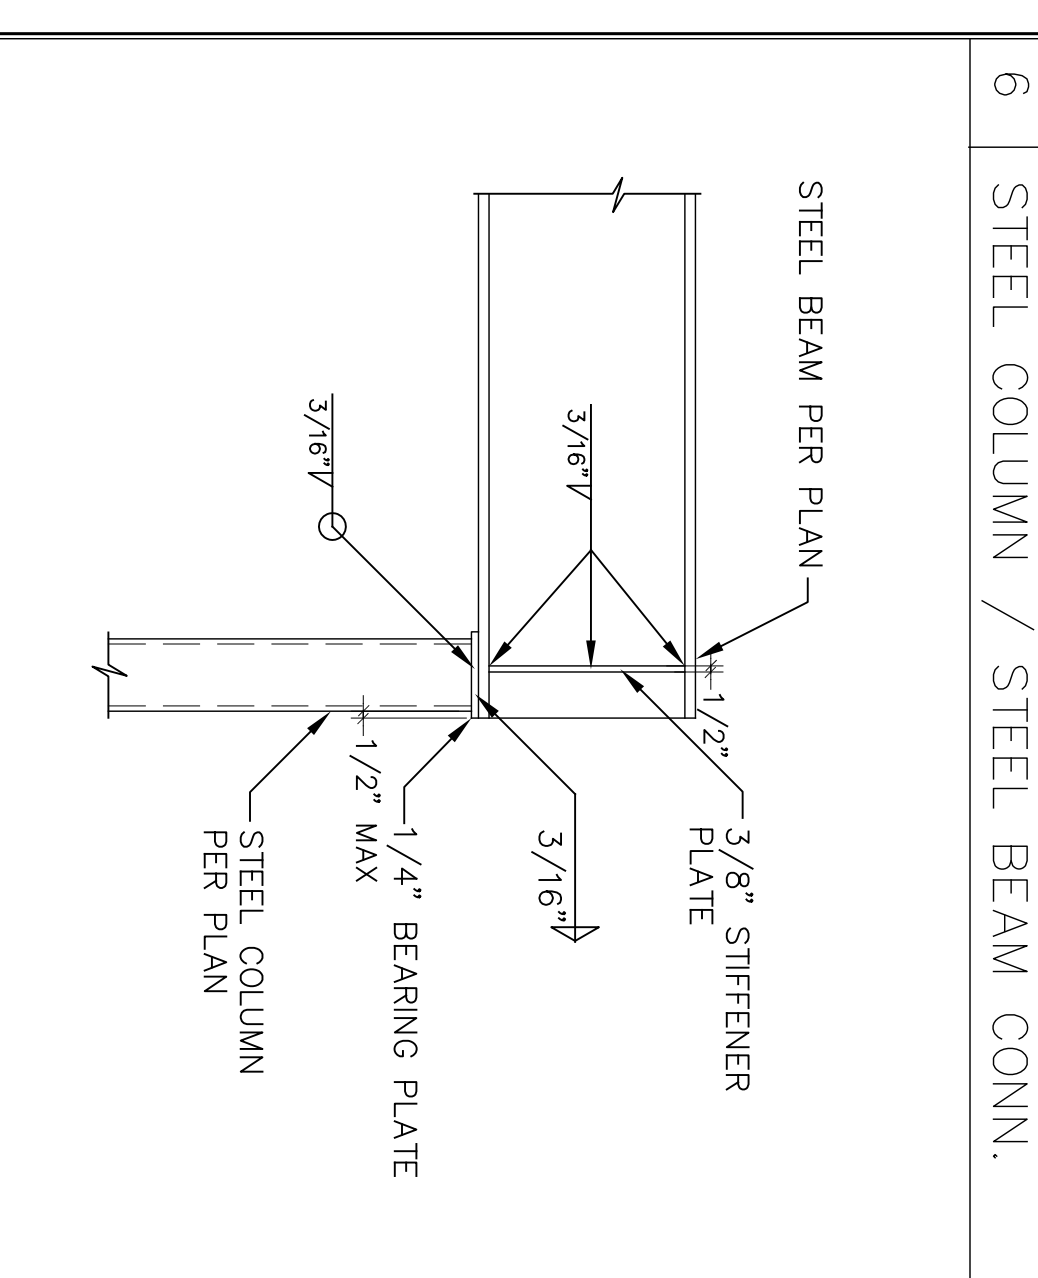 6
STEEL COLUMN / STEEL BEAM CONN.
STEEL BEAM PER PLAN
1/2"
3/8" STIFFENER
PLATE
3/16"
3/16"
3/16"
1/4" BEARING PLATE
1/2" MAX
STEEL COLUMN
PER PLAN